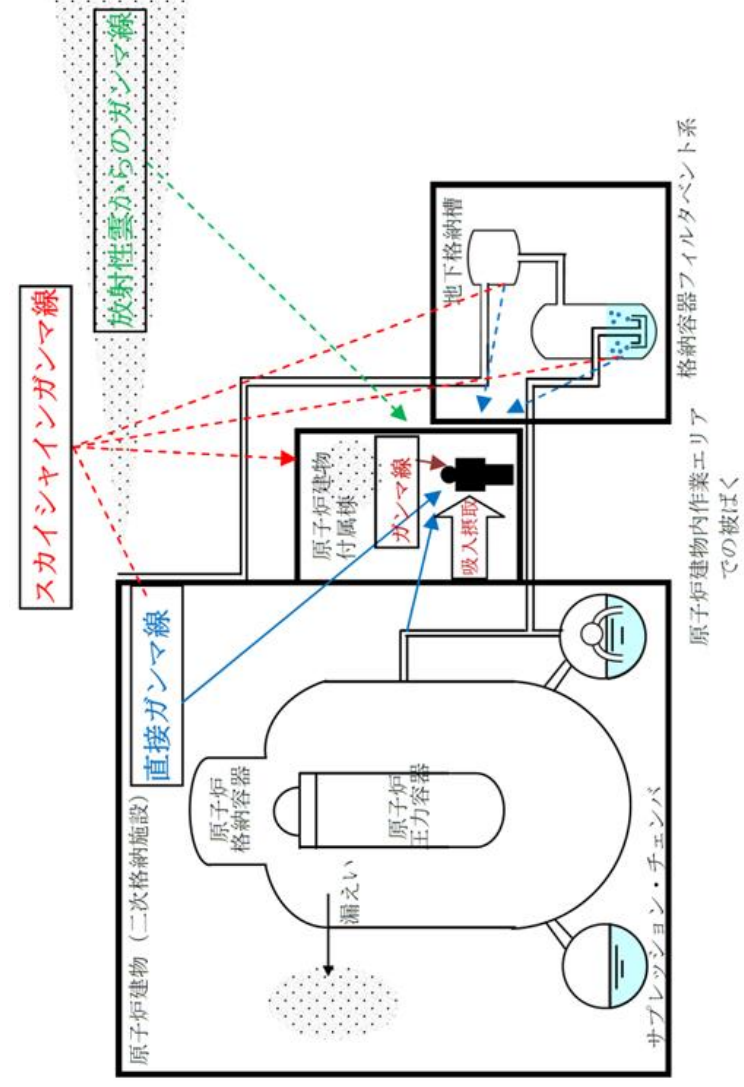 スカイシャインガンマ線
放射性雲からのガンマ線
原子炉建物（二次格納施設）
直接ガンマ線
原子炉
格納容器
原子炉
圧力容器
漏えい
サプレッション・チェンバ
原子炉建物
付属棟
ガンマ線
吸入摂取
地下格納槽
格納容器フィルタベント系
原子炉建物内作業エリア
での被ばく